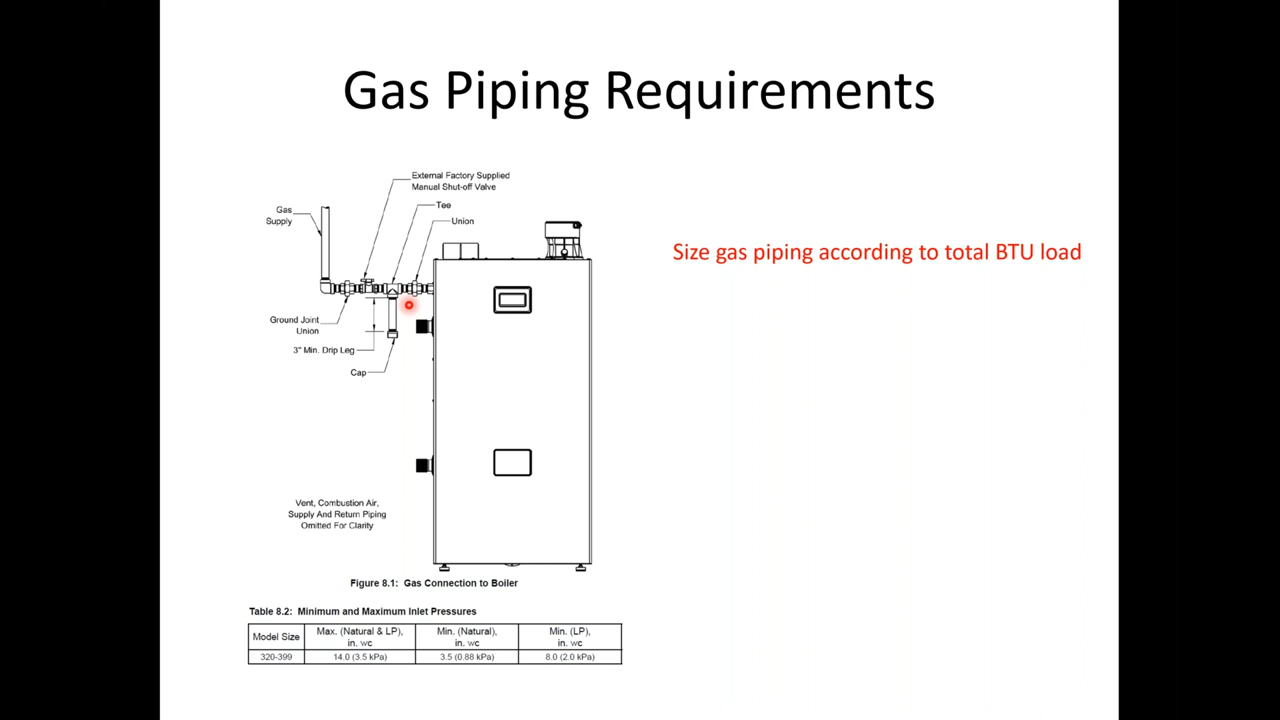 Gas Piping Requirements
External Factory Supplied
Manual Shut-off Valve
Tee
Gas
Supply
Union
Size gas piping according to total BTU load
Ground Joint
Union
3" Min. Drip Leg
Cap
Vent, Combustion Air,
Supply And Return Piping
Omitted For Clarity
Figure 8.1: Gas Connection to Boiler
Table 8.2: Minimum and Maximum Inlet Pressures
Model Size
Max. (Natural & LP),
in. wc
Min. (Natural),
in. wc
Min. (LP),
in. wc
320-399
14.0 (3.5 kPa)
3.5 (0.88 kPa)
8.0 (2.0 kPa)